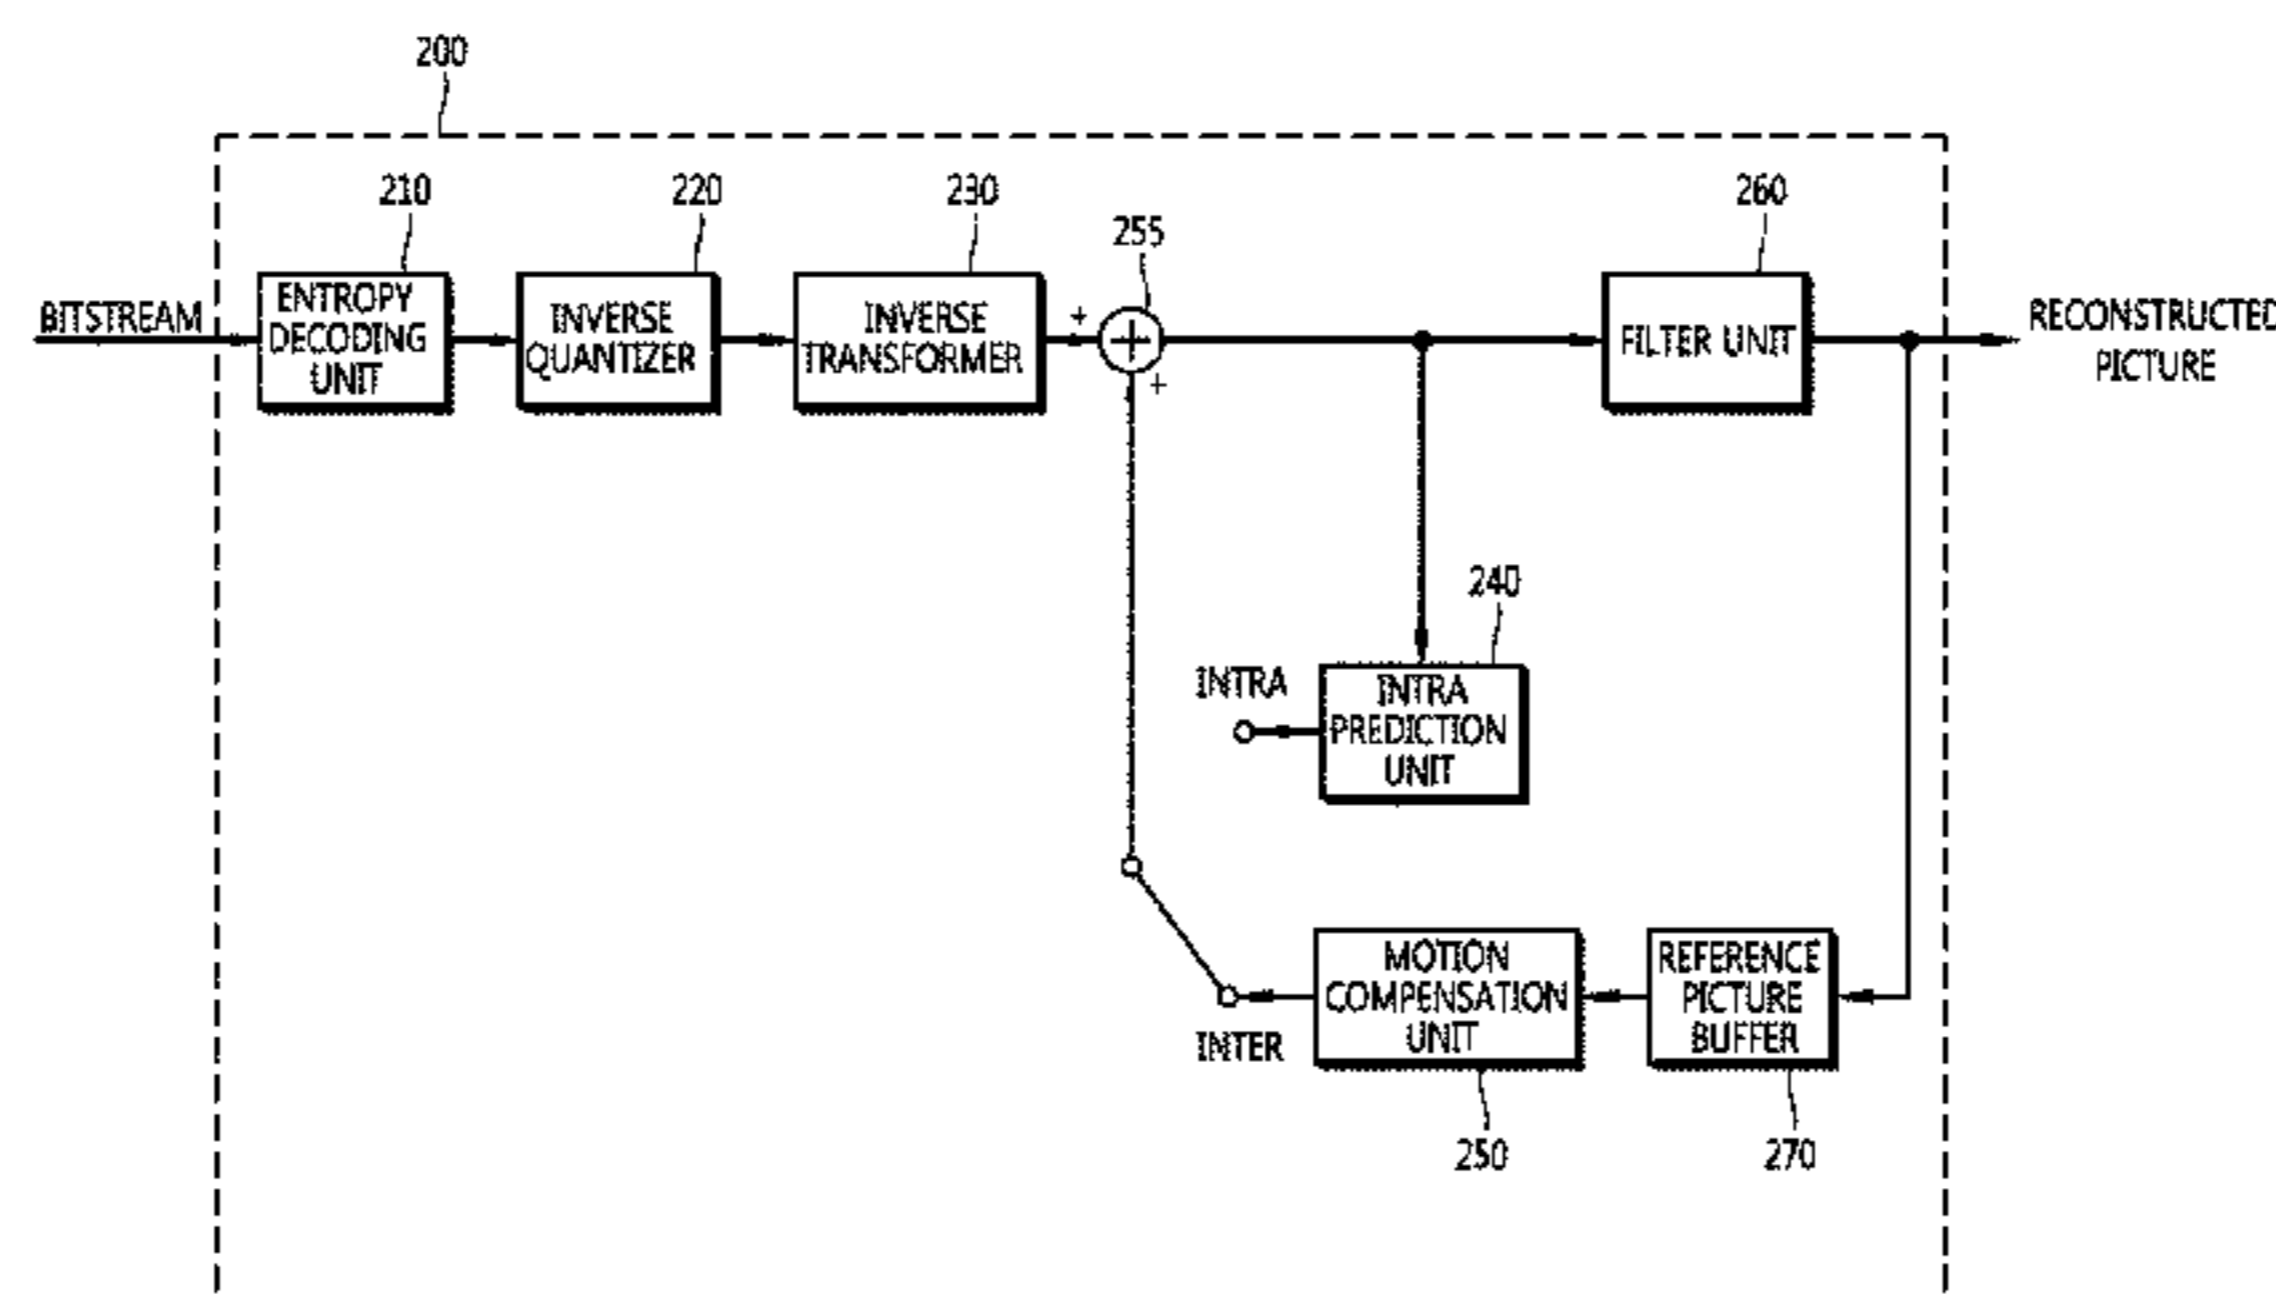 200
210
220
230
255
260
BITSTREAM
ENTROPY
DECODING
UNIT
INVERSE
QUANTIZER
INVERSE
TRANSFORMER
+
+
FILTER UNIT
RECONSTRUCTED
PICTURE
240
INTRA
INTRA
PREDICTION
UNIT
MOTION
COMPENSATION
UNIT
REFERENCE
PICTURE
BUFFER
INTER
250
270